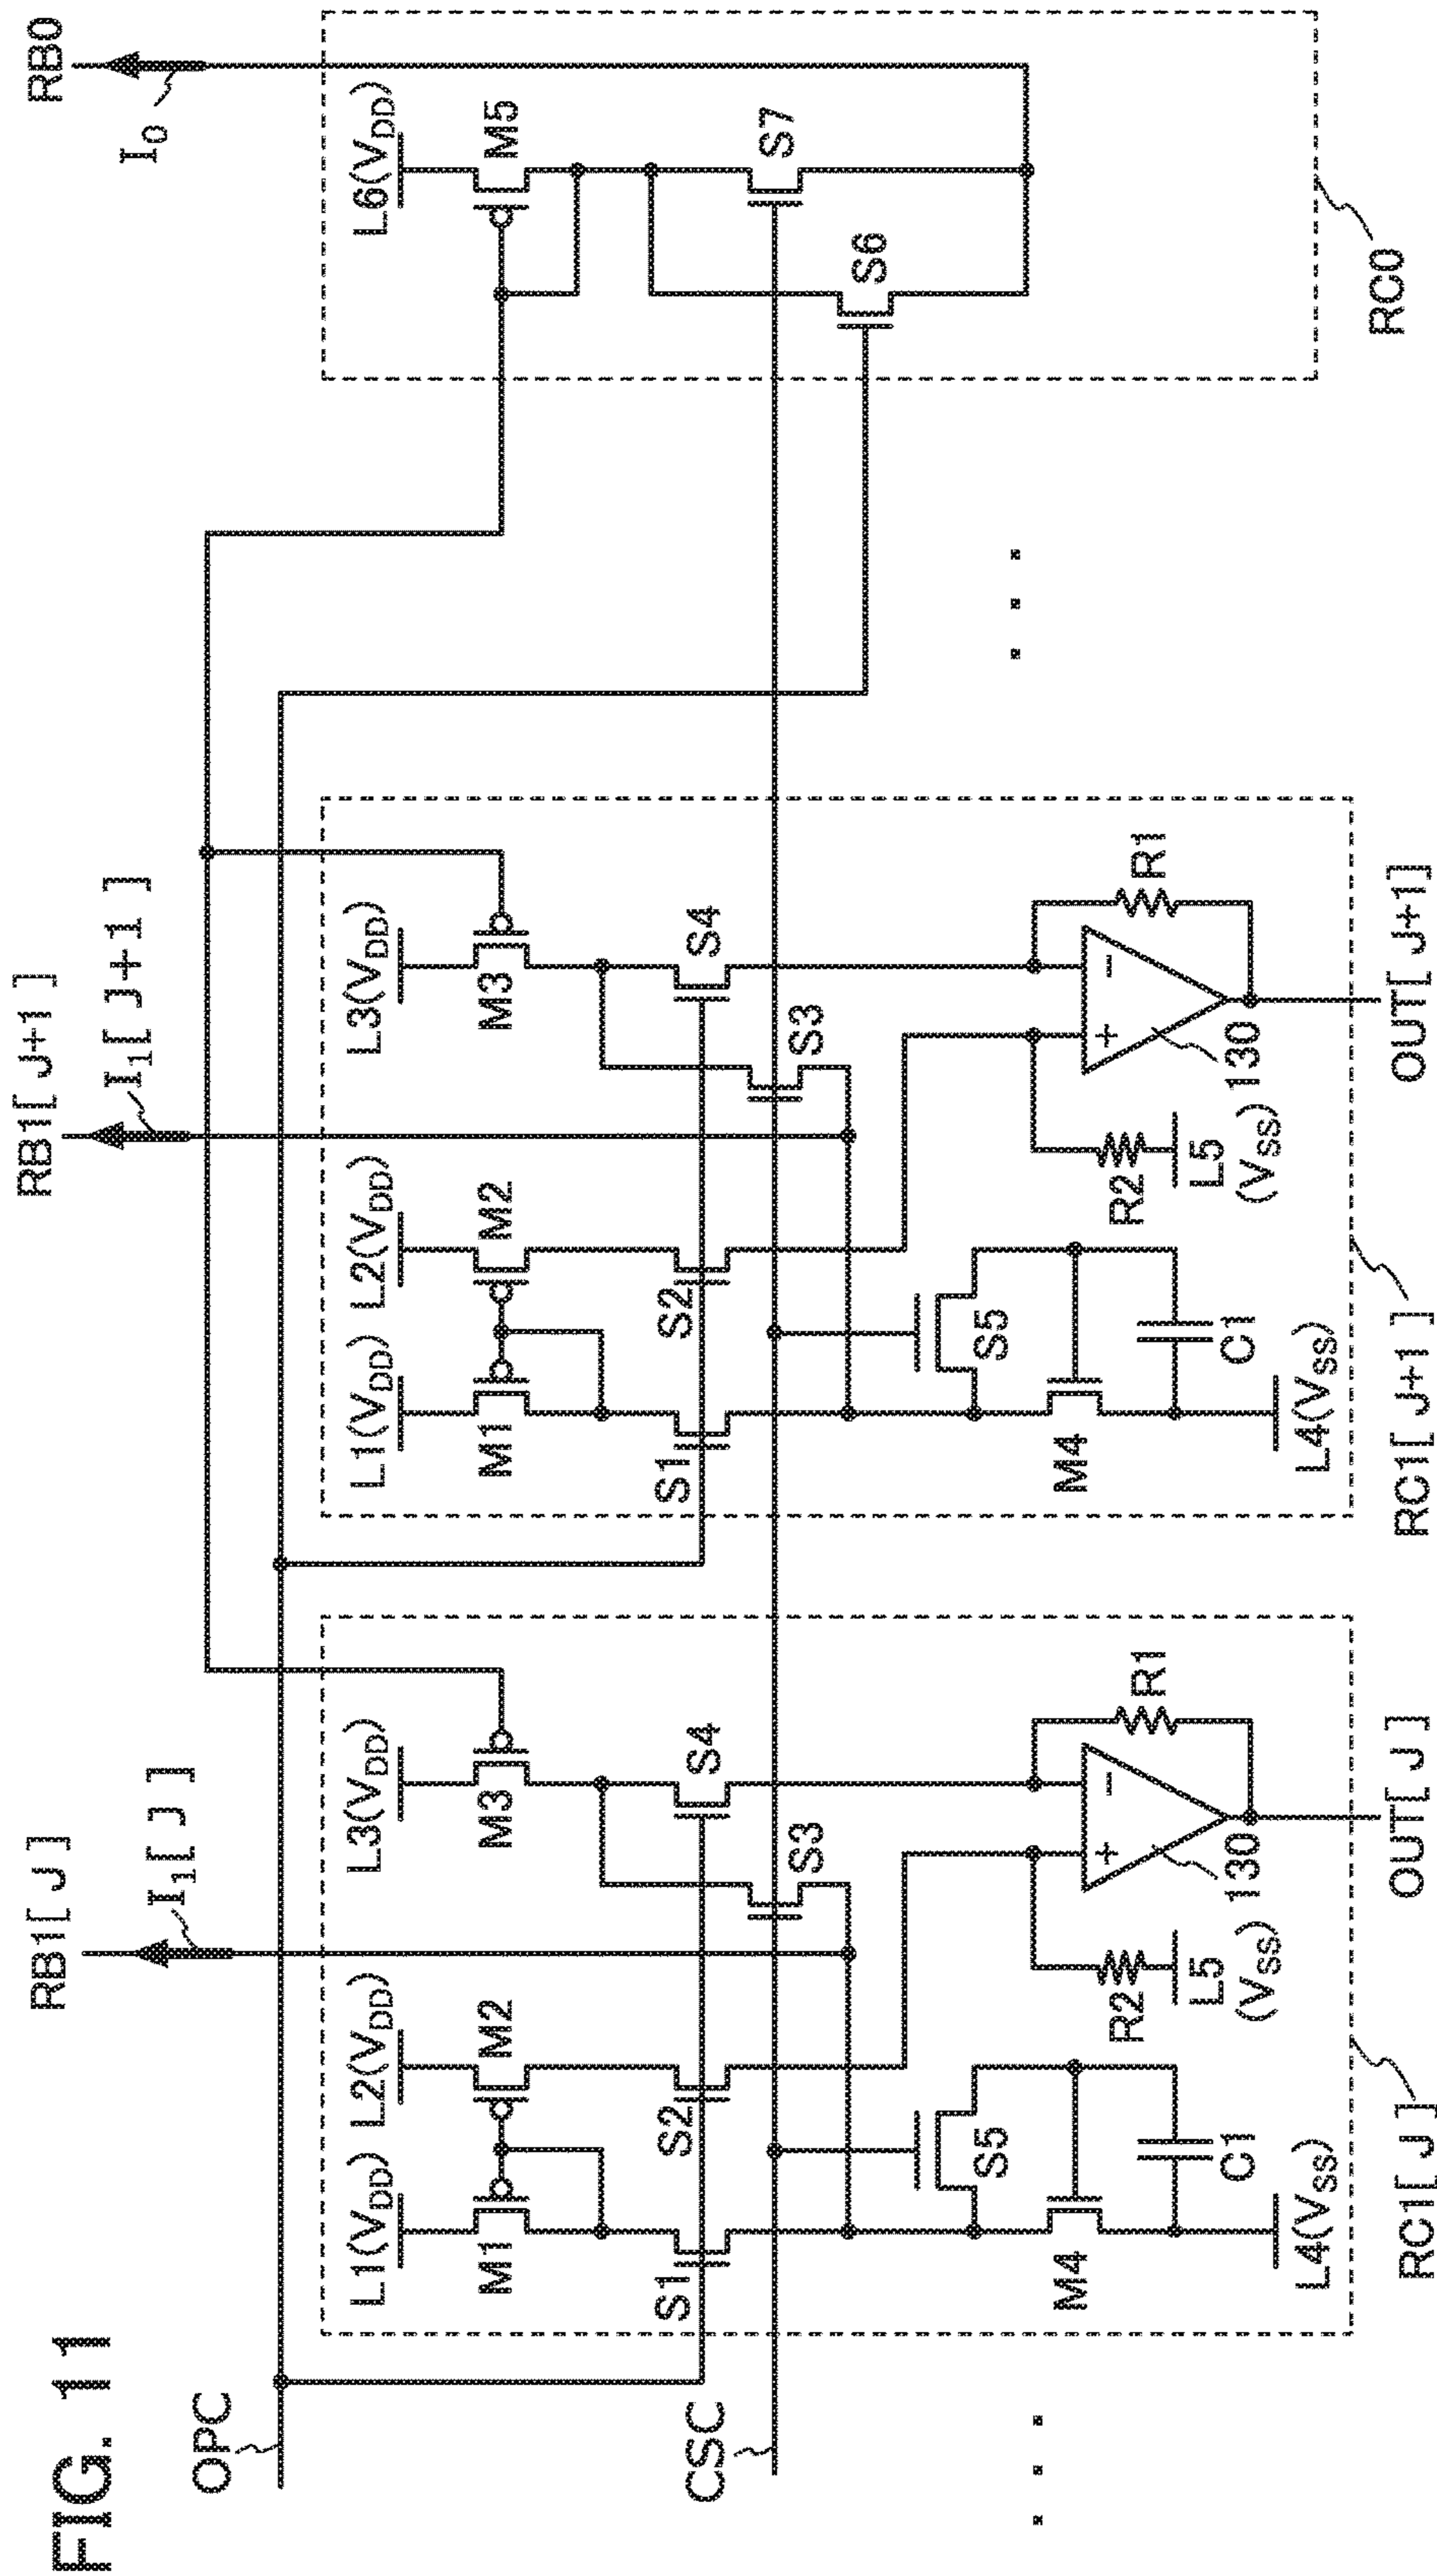 FIG. 11
RB1[ J ]
I1[ J ]
RB1[ J+1 ]
I1[ J+1 ]
RB0
I0
OPC
L1(VDD)
L2(VDD)
L3(VDD)
M1
M2
M3
S1
S2
S4
CSC
S3
S5
M4
C1
L4(VSS)
R2
L5
(VSS)
+
−
130
R1
RC1[ J ]
OUT[ J ]
L1(VDD)
L2(VDD)
L3(VDD)
M1
M2
M3
S1
S2
S4
S3
S5
M4
C1
L4(VSS)
R2
L5
(VSS)
+
−
130
R1
RC1[ J+1 ]
OUT[ J+1]
L6(VDD)
M5
S7
S6
RC0